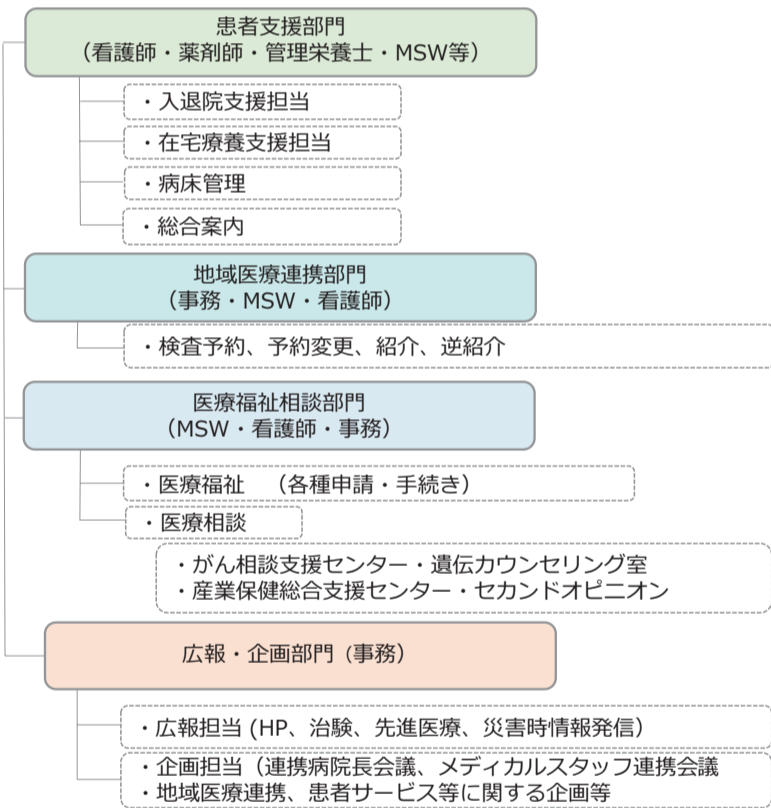 患者支援部門
（看護師・薬剤師・管理栄養士・MSW等）
・入退院支援担当
・在宅療養支援担当
・病床管理
・総合案内
地域医療連携部門
（事務・MSW・看護師）
・検査予約、予約変更、紹介、逆紹介
医療福祉相談部門
（MSW・看護師・事務）
・医療福祉　（各種申請・手続き）
・医療相談
・がん相談支援センター・遺伝カウンセリング室
・産業保健総合支援センター・セカンドオピニオン
広報・企画部門（事務）
・広報担当 (HP、治験、先進医療、災害時情報発信）
・企画担当（連携病院長会議、メディカルスタッフ連携会議
・地域医療連携、患者サービス等に関する企画等